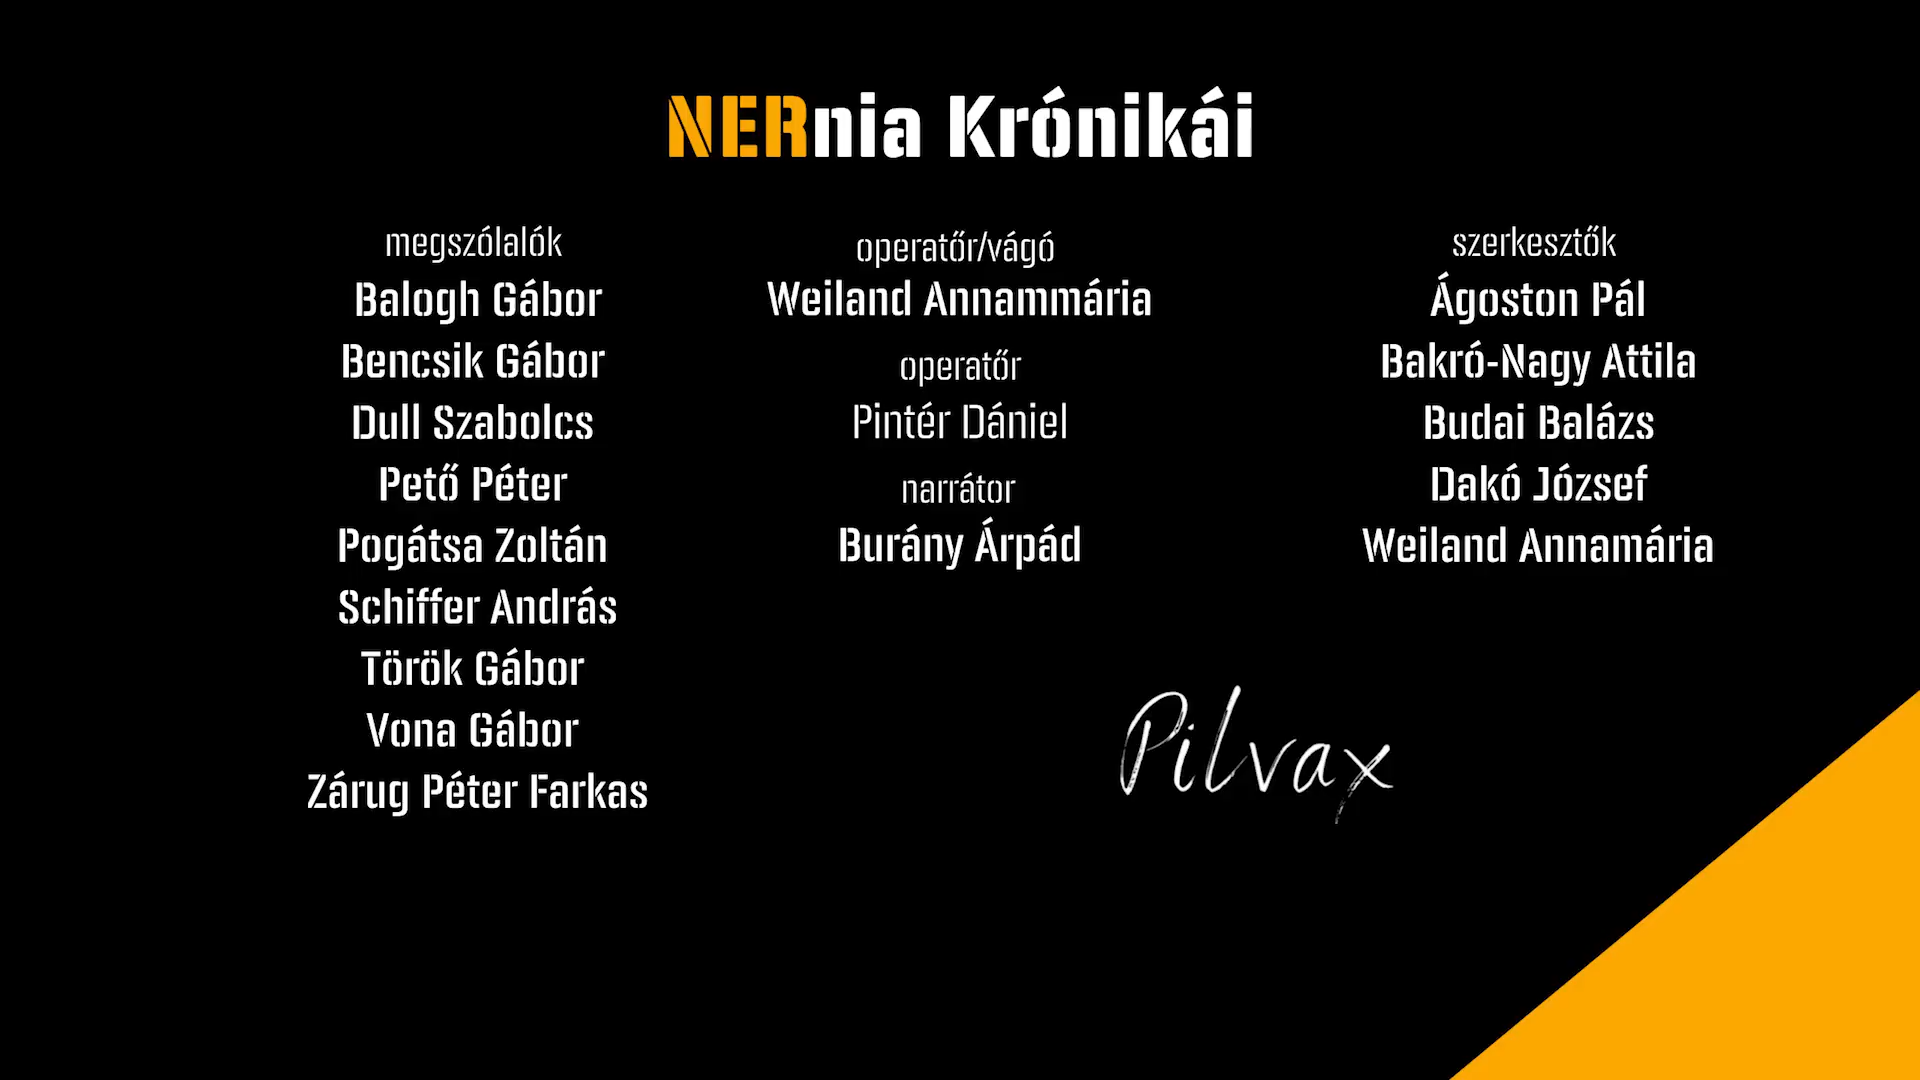 NERnia Krónikái
megszólalók
Balogh Gábor
Bencsik Gábor
Dull Szabolcs
Pető Péter
Pogátsa Zoltán
Schiffer András
Török Gábor
Vona Gábor
Zárug Péter Farkas
operatőr/vágó
Weiland Annammária
operatőr
Pintér Dániel
narrátor
Burány Árpád
szerkesztők
Ágoston Pál
Bakró-Nagy Attila
Budai Balázs
Dakó József
Weiland Annamária
Pilvax